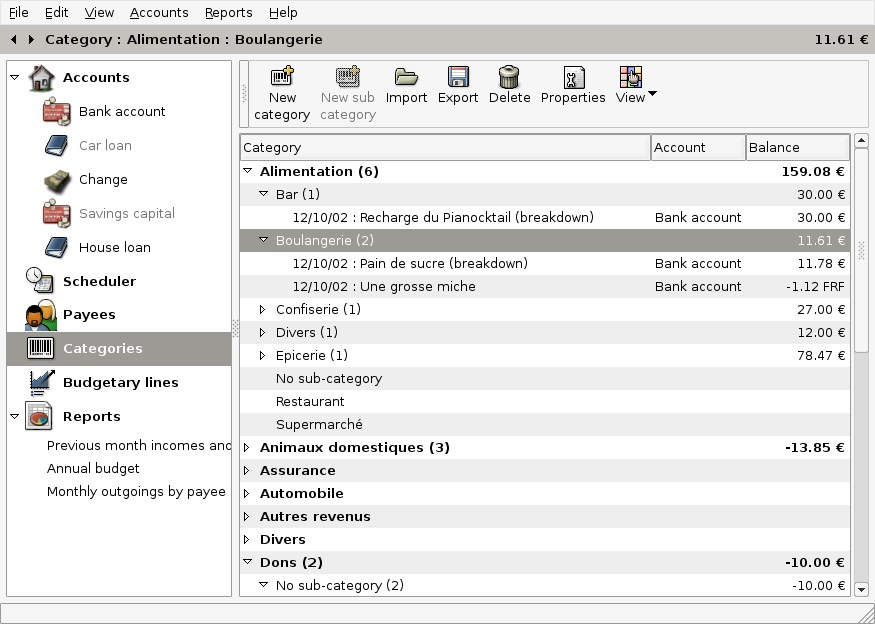 File Edit View Accounts Reports Help
Category : Alimentation : Boulangerie 11.61 €
Accounts
Bank account
Car loan
Change
Savings capital
House loan
Scheduler
Payees
Categories
Budgetary lines
Reports
Previous month incomes and
Annual budget
Monthly outgoings by payee
New category New sub category Import Export Delete Properties View
Category Account Balance
Alimentation (6) 159.08 €
Bar (1) 30.00 €
12/10/02 : Recharge du Pianocktail (breakdown) Bank account 30.00 €
Boulangerie (2) 11.61 €
12/10/02 : Pain de sucre (breakdown) Bank account 11.78 €
12/10/02 : Une grosse miche Bank account -1.12 FRF
Confiserie (1) 27.00 €
Divers (1) 12.00 €
Epicerie (1) 78.47 €
No sub-category
Restaurant
Supermarché
Animaux domestiques (3) -13.85 €
Assurance
Automobile
Autres revenus
Divers
Dons (2) -10.00 €
No sub-category (2) -10.00 €